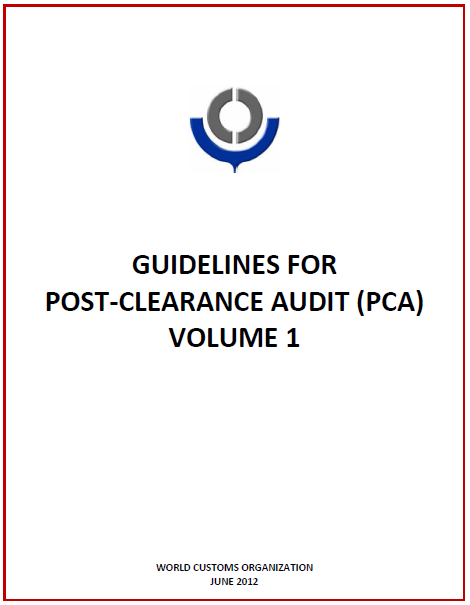 GUIDELINES FOR
POST-CLEARANCE AUDIT (PCA)
VOLUME 1
WORLD CUSTOMS ORGANIZATION
JUNE 2012